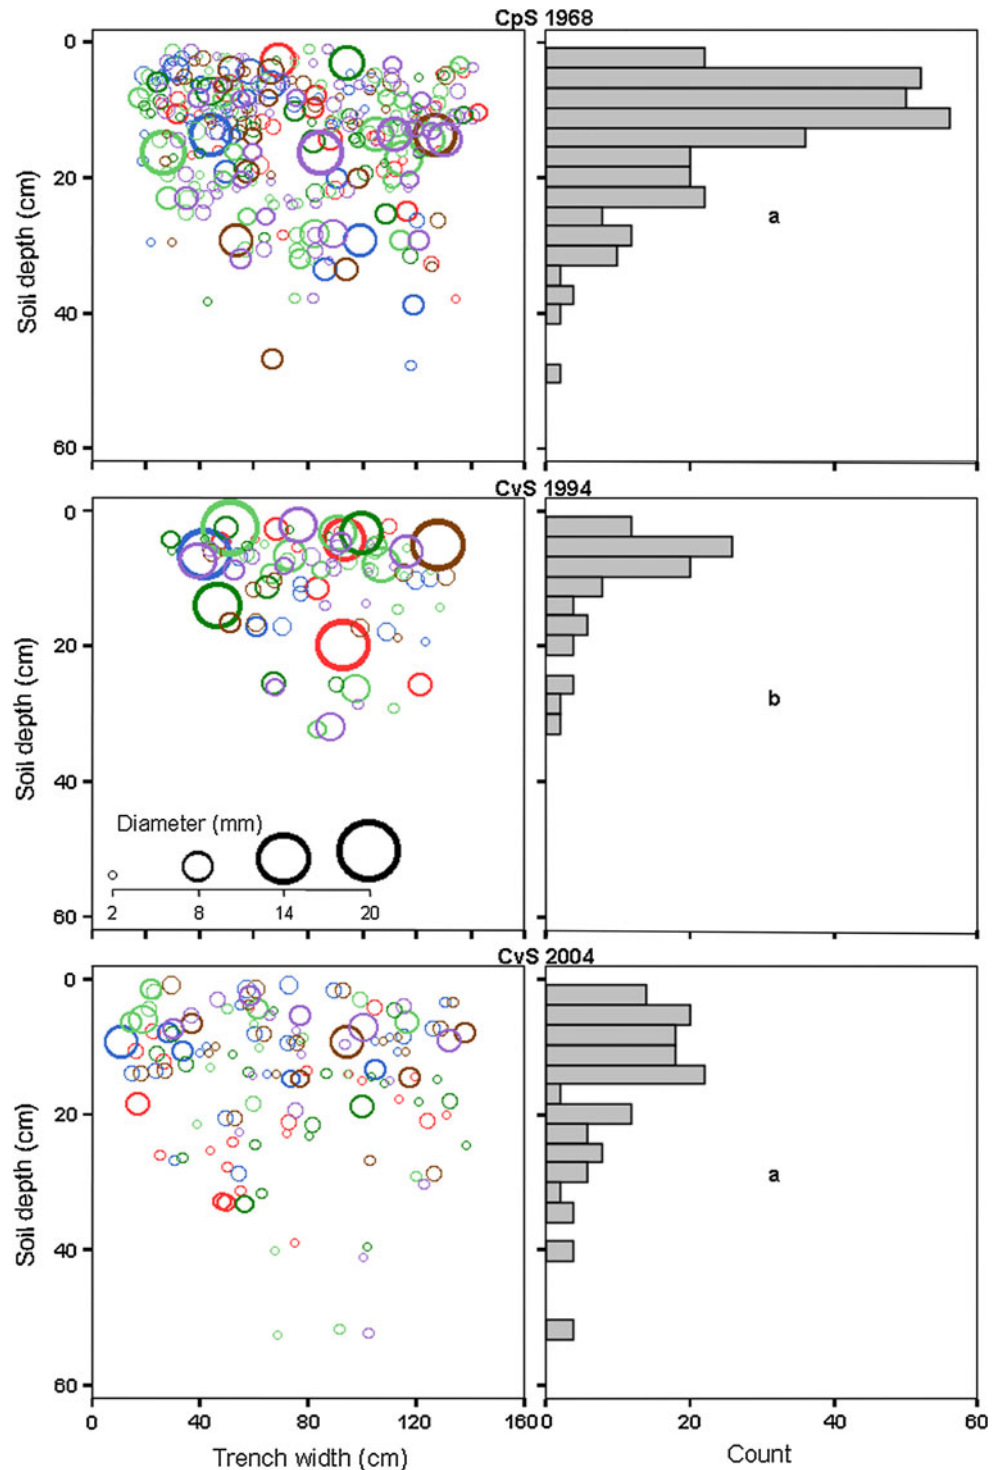 CpS 1968
0
20
40
60
Soil depth (cm)
a
CvS 1994
0
20
40
60
Soil depth (cm)
Diameter (mm)
2 8 14 20
b
CvS 2004
0
20
40
60
Soil depth (cm)
a
0 40 80 120 160 0 20 40 60
Trench width (cm) Count